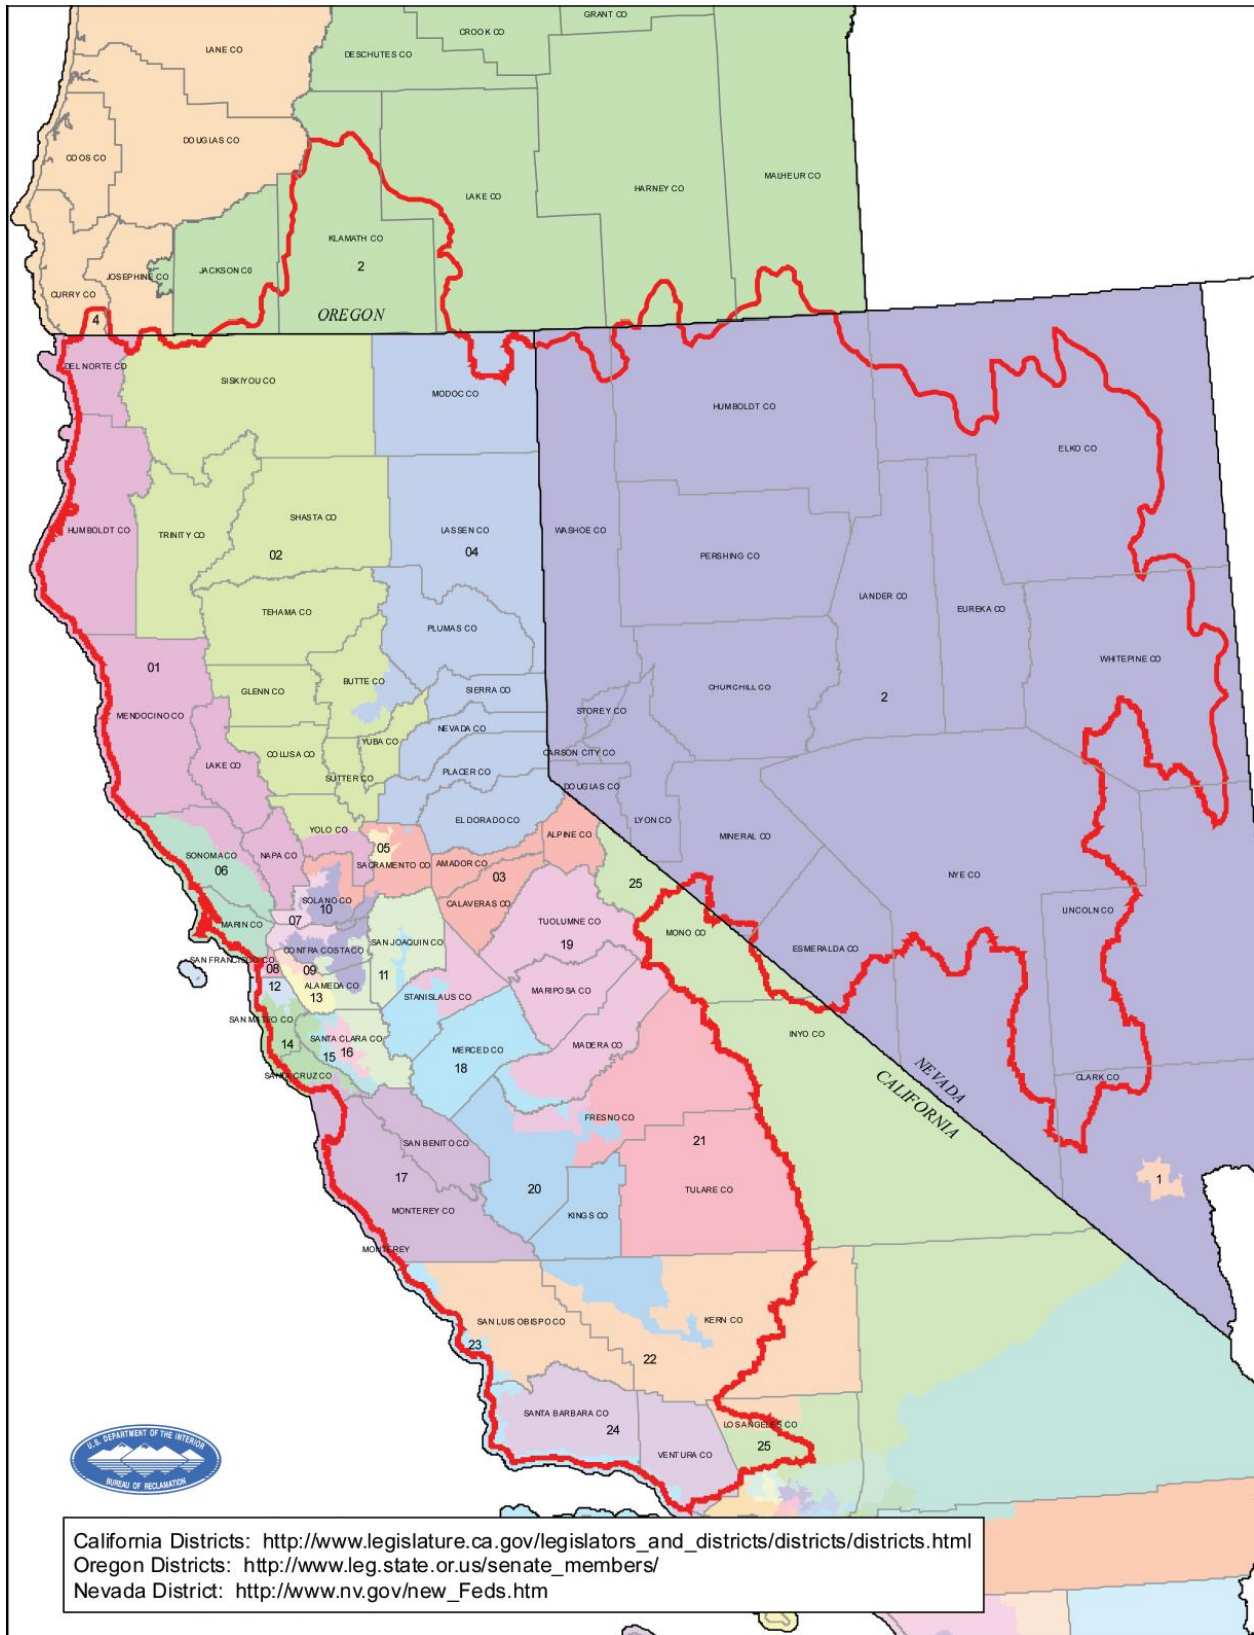 GRANT CO
CROOK CO
LANE CO
DESCHUTES CO
DOUGLAS CO
COOS CO
MALHEUR CO
HARNEY CO
LAKE CO
KLAMATH CO
2
JACKSON CO
JOSEPHINE CO
CURRY CO
4
OREGON
DEL NORTE CO
SISKIYOU CO
MODOC CO
HUMBOLDT CO
ELKO CO
HUMBOLDT CO
TRINITY CO
SHASTA CO
02
LASSEN CO
04
WASHOE CO
PERSHING CO
LANDER CO
EUREKA CO
TEHAMA CO
PLUMAS CO
WHITEPINE CO
01
MENDOCINO CO
GLENN CO
BUTTE CO
SIERRA CO
CHURCHILL CO
2
STOREY CO
NEVADA CO
YUBA CO
COLUSA CO
LAKE CO
SUTTER CO
PLACER CO
CARSON CITY CO
DOUGLAS CO
EL DORADO CO
LYON CO
MINERAL CO
YOLO CO
ALPINE CO
05
SONOMA CO
06
NAPA CO
SACRAMENTO CO
AMADOR CO
03
25
NYE CO
SOLANO CO
10
CALAVERAS CO
LINCOLN CO
07
MARIN CO
TUOLUMNE CO
19
MONO CO
SAN JOAQUIN CO
CONTRA COSTA CO
ESMERALDA CO
SAN FRANCISCO CO
08
09
11
12
ALAMEDA CO
13
STANISLAUS CO
MARIPOSA CO
SAN MATEO CO
14
SANTA CLARA CO
15
16
MERCED CO
18
MADERA CO
INYO CO
NEVADA
CALIFORNIA
CLARK CO
SANTA CRUZ CO
FRESNO CO
SAN BENITO CO
21
17
20
TULARE CO
1
MONTEREY CO
KINGS CO
MONTEREY
SAN LUIS OBISPO CO
KERN CO
23
22
SANTA BARBARA CO
24
LOS ANGELES CO
25
VENTURA CO
U.S. DEPARTMENT OF THE INTERIOR
BUREAU OF RECLAMATION
California Districts: http://www.legislature.ca.gov/legislators_and_districts/districts/districts.html
Oregon Districts: http://www.leg.state.or.us/senate_members/
Nevada District: http://www.nv.gov/new_Feds.htm